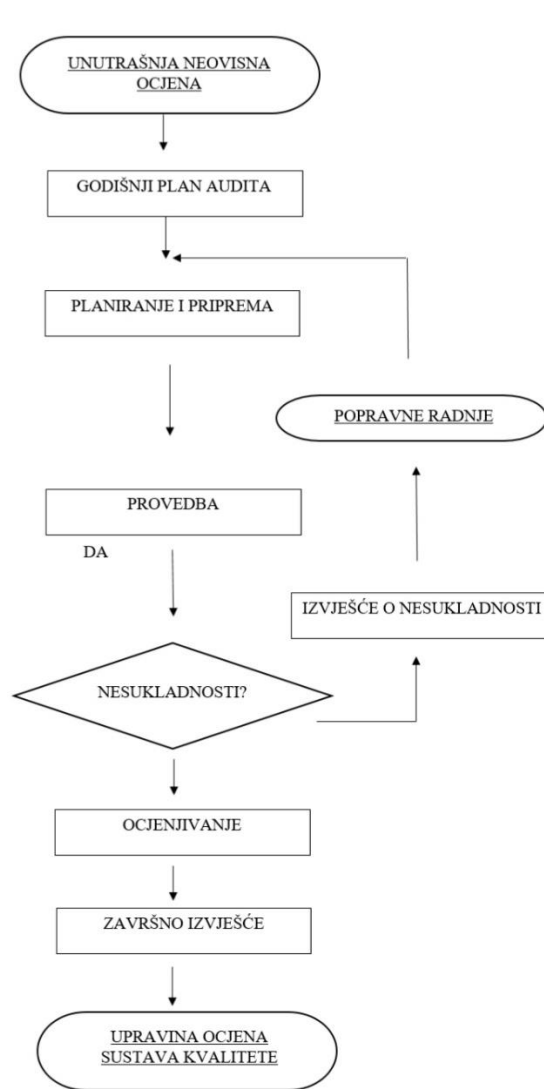 UNUTRAŠNJA NEOVISNA
OCJENA
GODIŠNJI PLAN AUDITA
PLANIRANJE I PRIPREMA
POPRAVNE RADNJE
PROVEDBA
DA
IZVJEŠĆE O NESUKLADNOSTI
NESUKLADNOSTI?
OCJENJIVANJE
ZAVRŠNO IZVJEŠĆE
UPRAVINA OCJENA
SUSTAVA KVALITETE